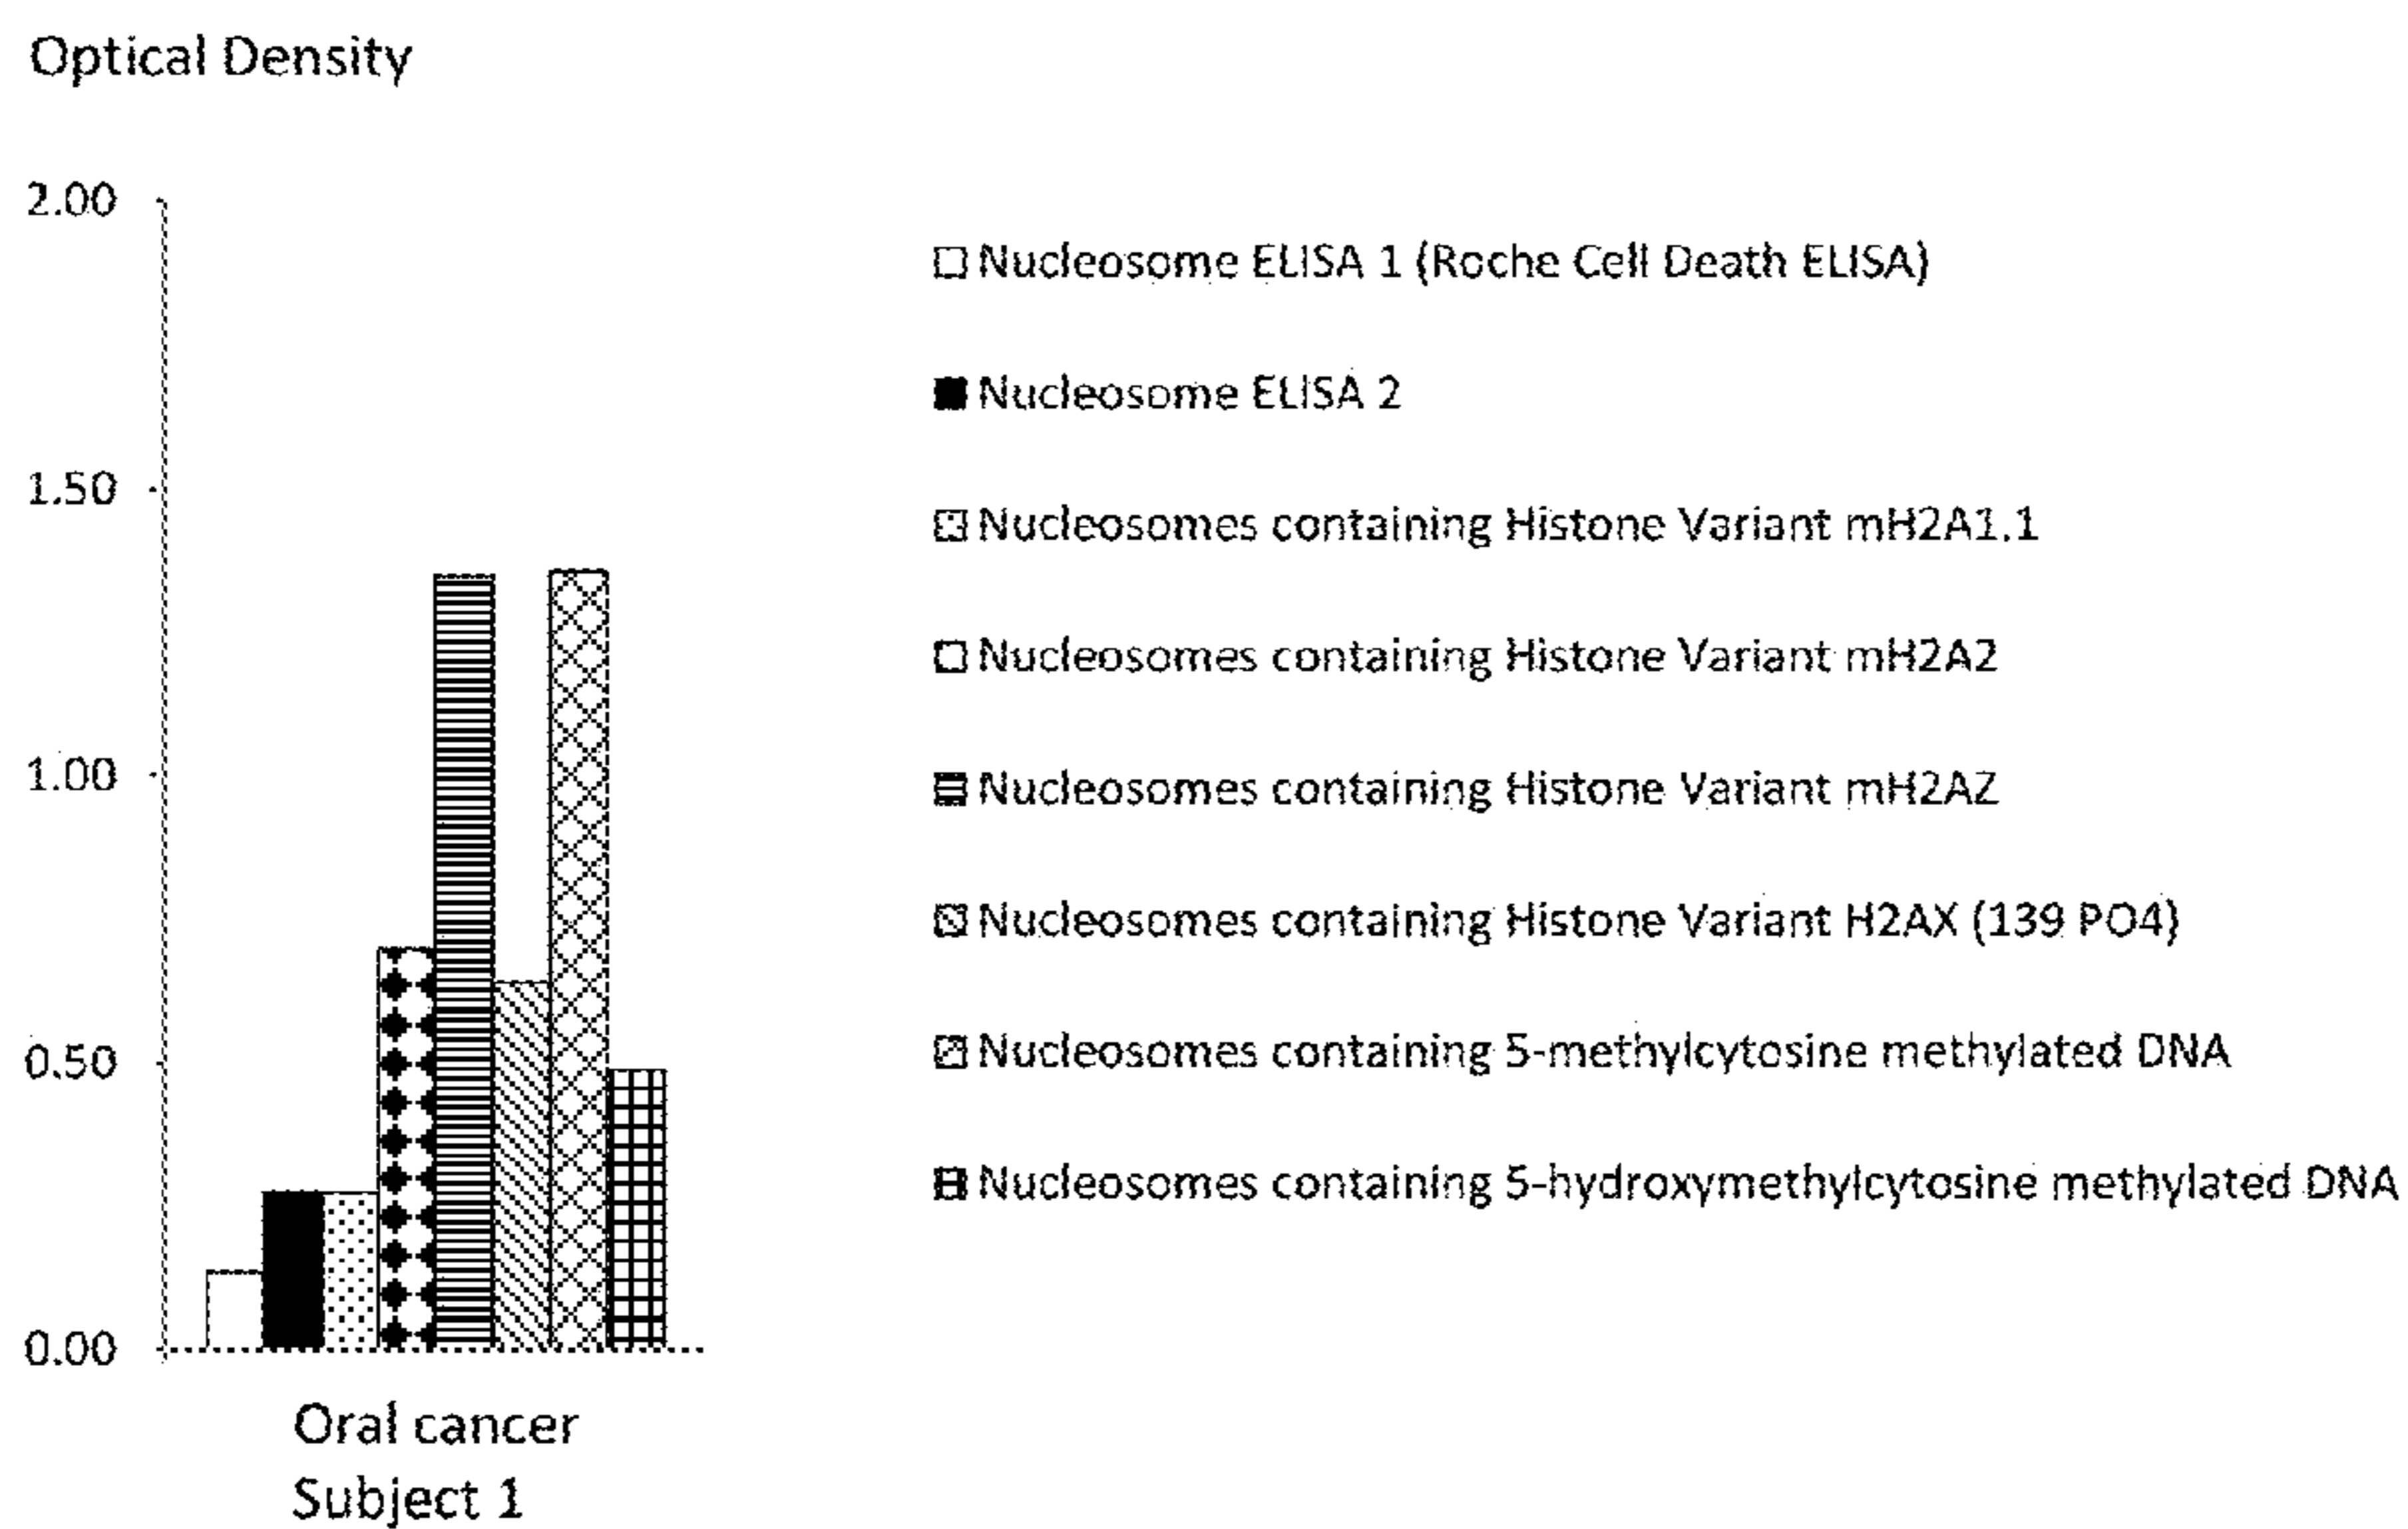 Optical Density
2.00
1.50
1.00
0.50
0.00
Oral cancer
Subject 1
Nucleosome ELISA 1 (Roche Cell Death ELISA)
Nucleosome ELISA 2
Nucleosomes containing Histone Variant mH2A1.1
Nucleosomes containing Histone Variant mH2A2
Nucleosomes containing Histone Variant mH2AZ
Nucleosomes containing Histone Variant H2AX (139 PO4)
Nucleosomes containing 5-methylcytosine methylated DNA
Nucleosomes containing 5-hydroxymethylcytosine methylated DNA